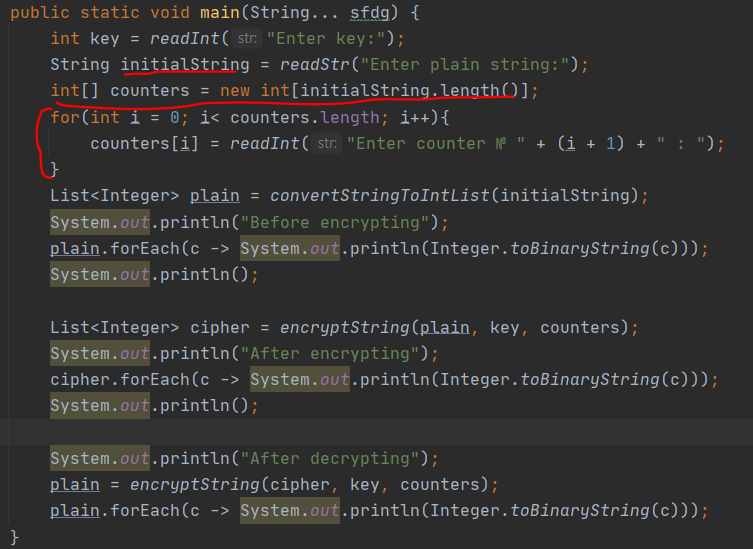 public static void main(String... sfdg) {
int key = readInt( str: "Enter key:");
String initialString = readStr("Enter plain string:");
int[] counters = new int[initialString.length()];
for(int i = 0; i< counters.length; i++){
counters[i] = readInt( str: "Enter counter № " + (i + 1) + " : ");
}
List<Integer> plain = convertStringToIntList(initialString);
System.out.println("Before encrypting");
plain.forEach(c -> System.out.println(Integer.toBinaryString(c)));
System.out.println();
List<Integer> cipher = encryptString(plain, key, counters);
System.out.println("After encrypting");
cipher.forEach(c -> System.out.println(Integer.toBinaryString(c)));
System.out.println();
System.out.println("After decrypting");
plain = encryptString(cipher, key, counters);
plain.forEach(c -> System.out.println(Integer.toBinaryString(c)));
}